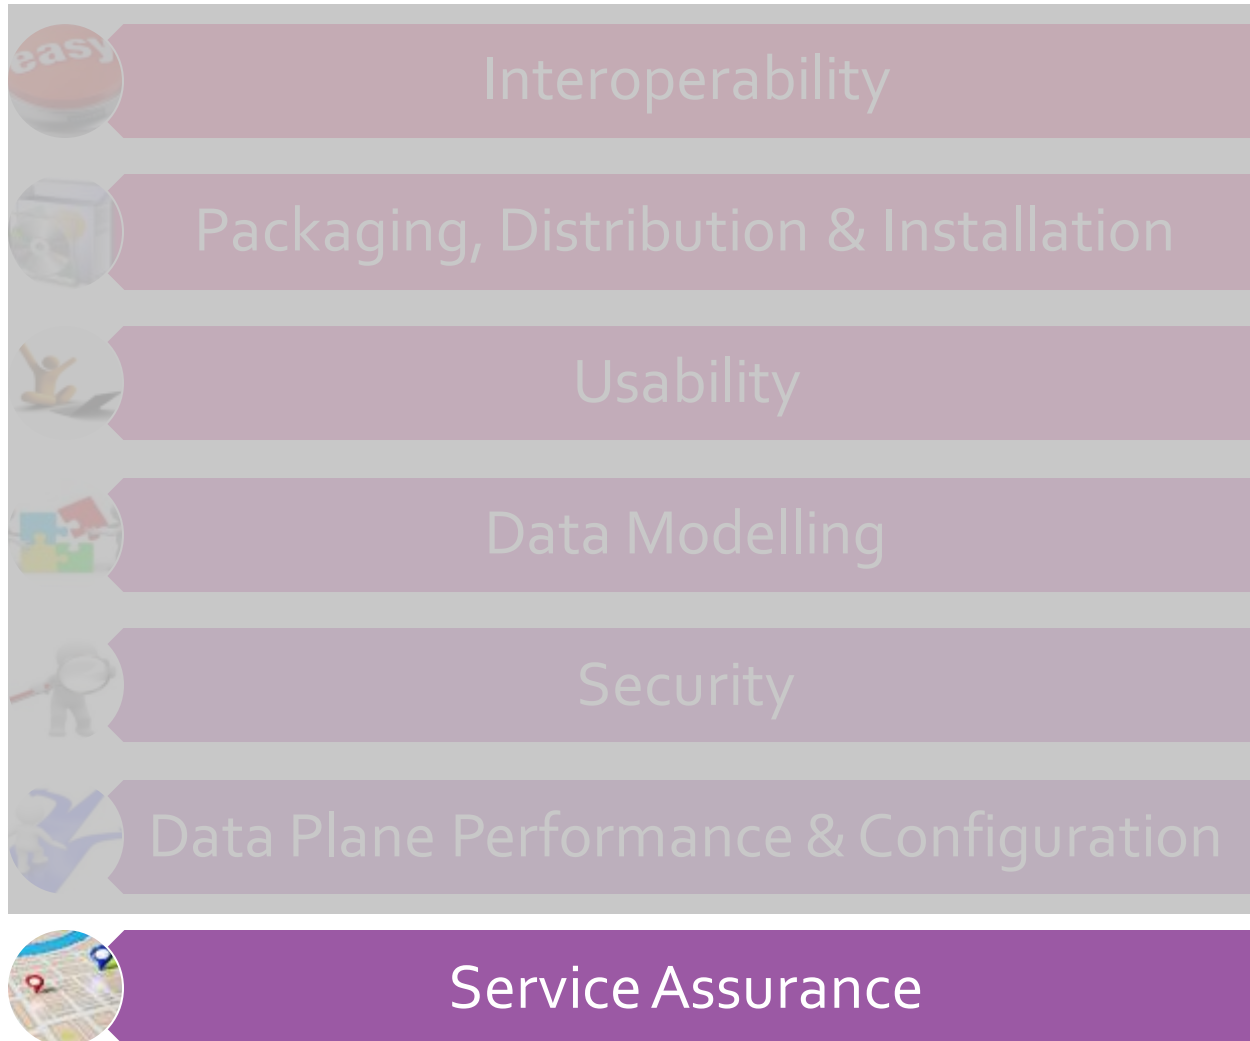 easy
Interoperability
Packaging, Distribution & Installation
Usability
Data Modelling
Security
Data Plane Performance & Configuration
Service Assurance